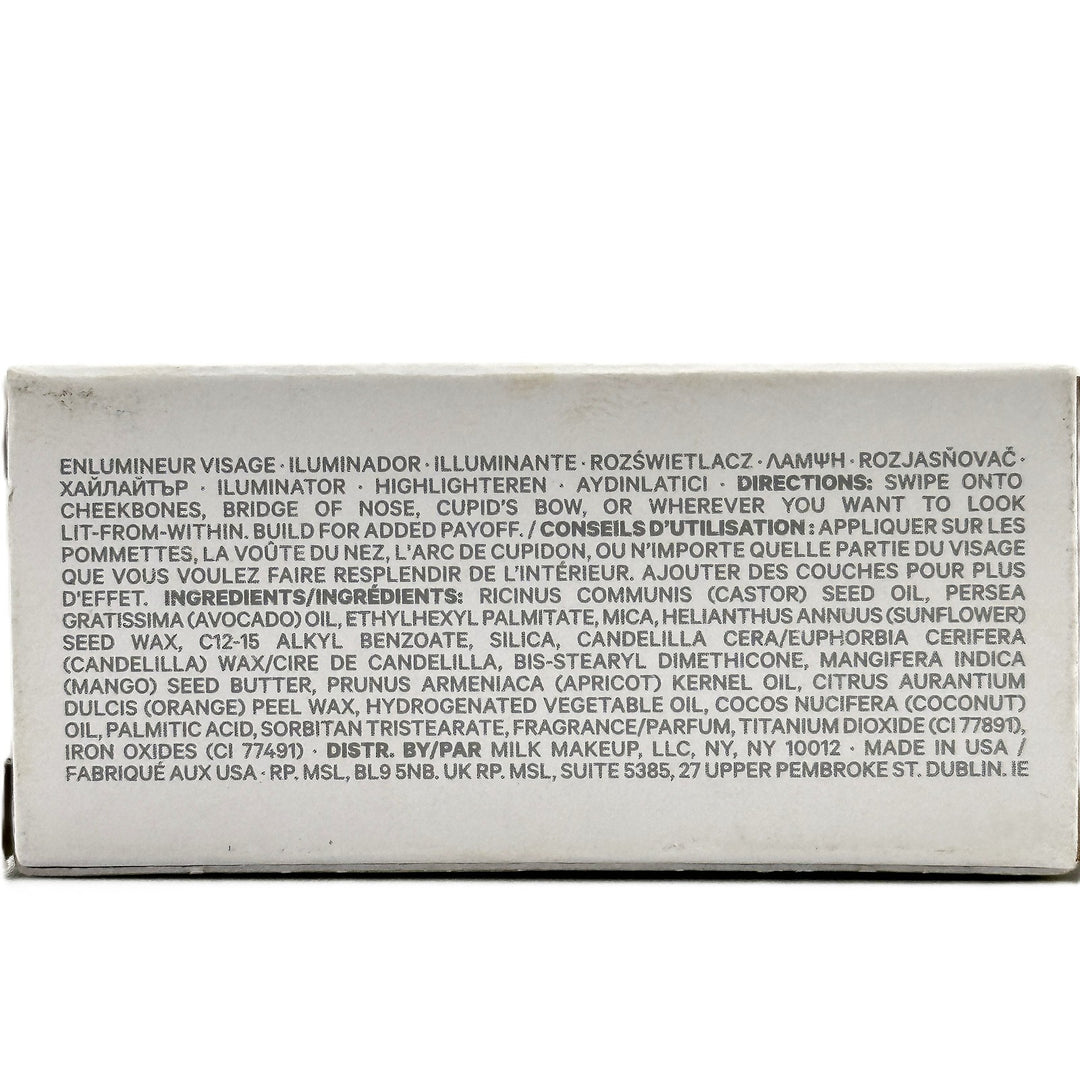 ENLUMINEUR VISAGE · ILUMINADOR · ILLUMINANTE · ROZŚWIETLACZ · ΛΑΜΨΗ · ROZJASŇOVAČ ·
ХАЙЛАЙТЬР · ILUMINATOR · HIGHLIGHTEREN · AYDINLATICI · DIRECTIONS: SWIPE ONTO
CHEEKBONES, BRIDGE OF NOSE, CUPID'S BOW, OR WHEREVER YOU WANT TO LOOK
LIT-FROM-WITHIN. BUILD FOR ADDED PAYOFF. / CONSEILS D'UTILISATION : APPLIQUER SUR LES
POMMETTES, LA VOÛTE DU NEZ, L'ARC DE CUPIDON, OU N'IMPORTE QUELLE PARTIE DU VISAGE
QUE VOUS VOULEZ FAIRE RESPLENDIR DE L'INTÉRIEUR. AJOUTER DES COUCHES POUR PLUS
D'EFFET. INGREDIENTS/INGRÉDIENTS: RICINUS COMMUNIS (CASTOR) SEED OIL, PERSEA
GRATISSIMA (AVOCADO) OIL, ETHYLHEXYL PALMITATE, MICA, HELIANTHUS ANNUUS (SUNFLOWER)
SEED WAX, C12-15 ALKYL BENZOATE, SILICA, CANDELILLA CERA/EUPHORBIA CERIFERA
(CANDELILLA) WAX/CIRE DE CANDELILLA, BIS-STEARYL DIMETHICONE, MANGIFERA INDICA
(MANGO) SEED BUTTER, PRUNUS ARMENIACA (APRICOT) KERNEL OIL, CITRUS AURANTIUM
DULCIS (ORANGE) PEEL WAX, HYDROGENATED VEGETABLE OIL, COCOS NUCIFERA (COCONUT)
OIL, PALMITIC ACID, SORBITAN TRISTEARATE, FRAGRANCE/PARFUM, TITANIUM DIOXIDE (CI 77891),
IRON OXIDES (CI 77491) · DISTR. BY/PAR MILK MAKEUP, LLC, NY, NY 10012 · MADE IN USA /
FABRIQUÉ AUX USA · RP. MSL, BL9 5NB. UK RP. MSL, SUITE 5385, 27 UPPER PEMBROKE ST. DUBLIN. IE